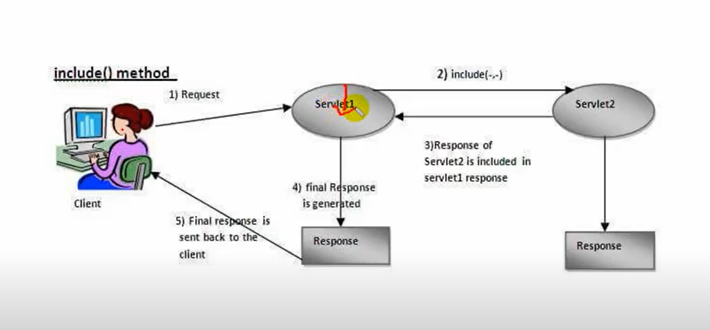 include() method
1) Request
Servlet1
2) include(-,-)
Servlet2
3)Response of
Servlet2 is included in
servlet1 response
Client
4) final Response
is generated
5) Final response is
sent back to the
client
Response
Response